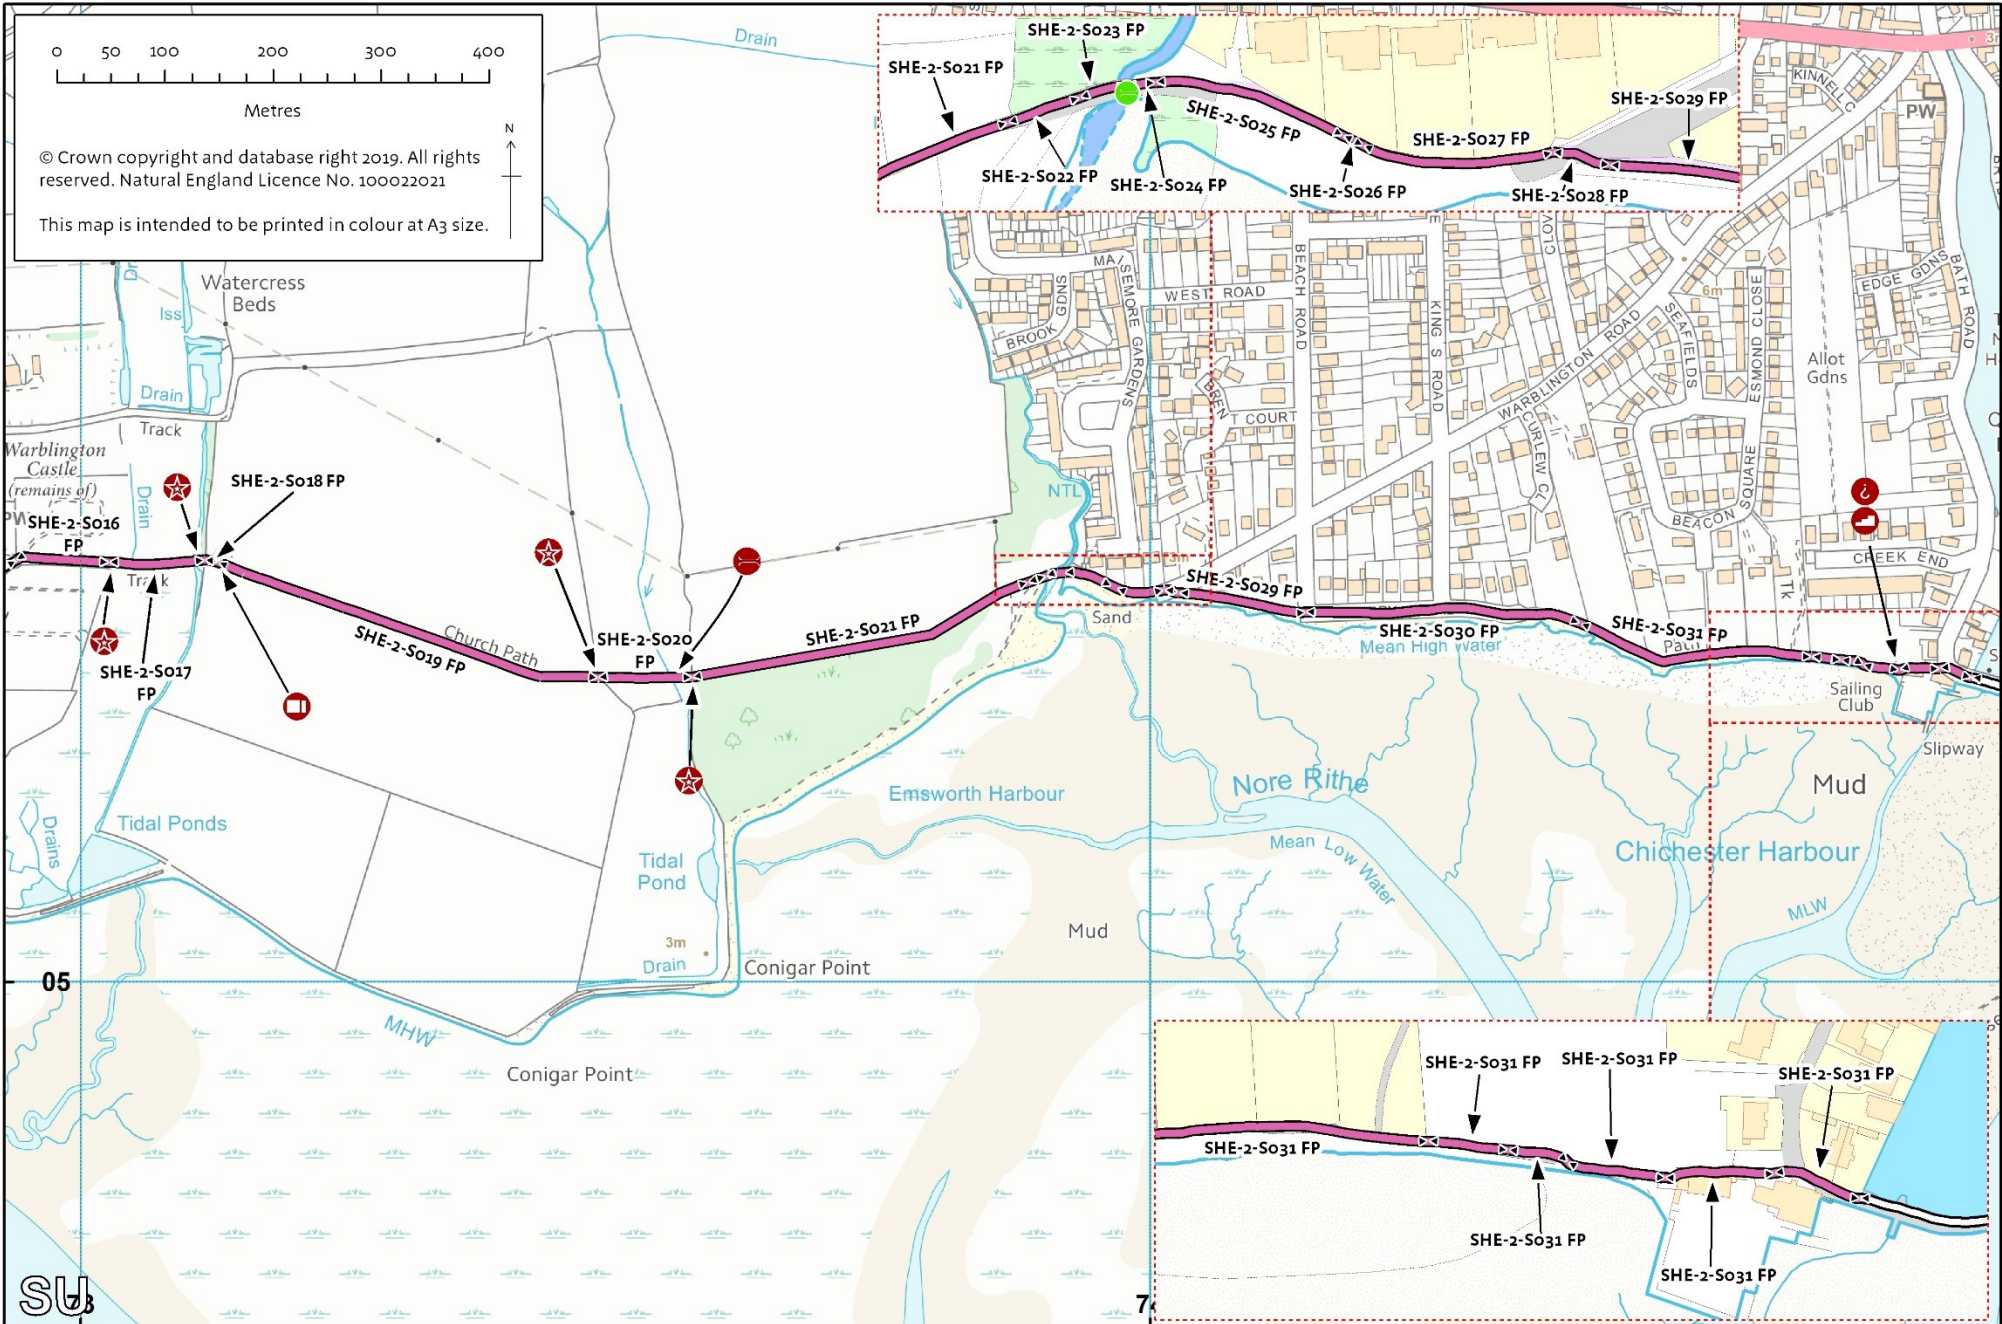 0 50 100 200 300 400
Metres
N
© Crown copyright and database right 2019. All rights
reserved. Natural England Licence No. 100022021
This map is intended to be printed in colour at A3 size.
Drain
SHE-2-S023 FP
SHE-2-S021 FP
SHE-2-S025 FP
SHE-2-S027 FP
SHE-2-S029 FP
SHE-2-S022 FP
SHE-2-S024 FP
SHE-2-S026 FP
SHE-2-S028 FP
KINNELL C
PW
Watercress
Beds
Iss
Drain
Track
Warblington
Castle
(remains of)
PW
Drain
SHE-2-S016
FP
SHE-2-S018 FP
Track
SHE-2-S017
FP
Church Path
SHE-2-S019 FP
SHE-2-S020
FP
SHE-2-S021 FP
BROOK GDNS
MAISEMORE GARDENS
WEST ROAD
BEACH ROAD
KING S ROAD
T COURT
WARBLINGTON ROAD
CURLEW CL
SEAFIELDS
6m
ESMOND CLOSE
BEACON SQUARE
Allot
Gdns
EDGE GDNS
BATH ROAD
CREEK END
TK
NTL
3m
Sand
SHE-2-S029 FP
SHE-2-S030 FP
Mean High Water
SHE-2-S031 FP
Path
Sailing
Club
Slipway
Mud
Nore Rithe
Emsworth Harbour
Mean Low Water
Chichester Harbour
MLW
Mud
Drains
Tidal Ponds
Tidal
Pond
3m
Drain
Conigar Point
05
MHW
Conigar Point
SHE-2-S031 FP
SHE-2-S031 FP
SHE-2-S031 FP
SHE-2-S031 FP
SHE-2-S031 FP
SHE-2-S031 FP
SU
73